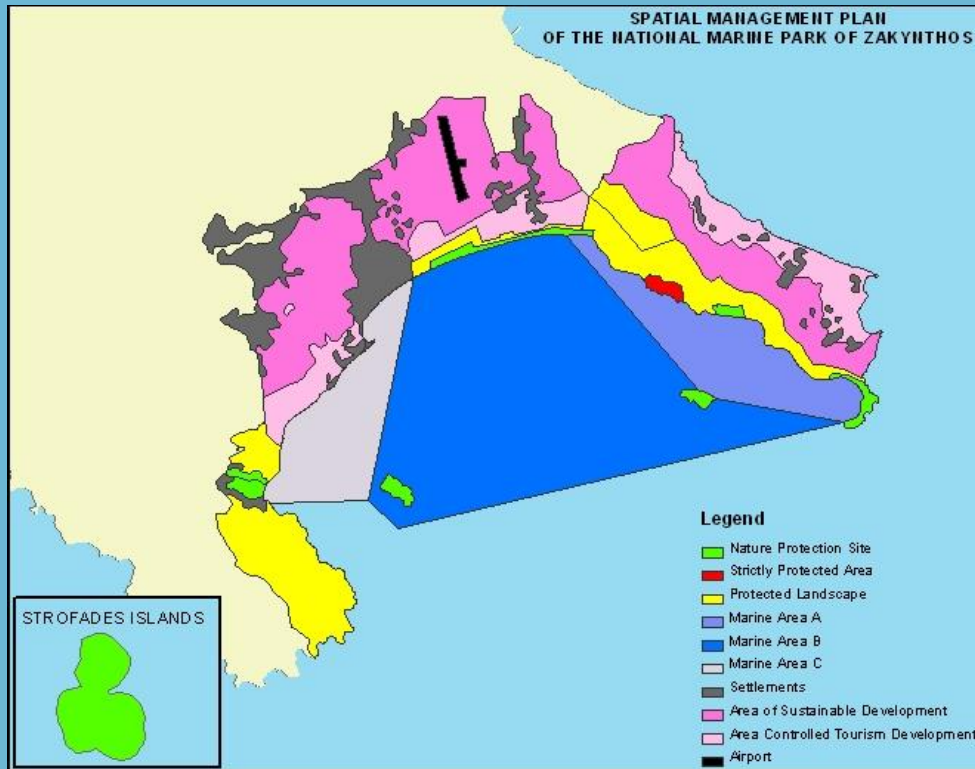 SPATIAL MANAGEMENT PLAN
OF THE NATIONAL MARINE PARK OF ZAKYNTHOS
Legend
Nature Protection Site
Strictly Protected Area
Protected Landscape
Marine Area A
Marine Area B
Marine Area C
Settlements
Area of Sustainable Development
Area Controlled Tourism Development
Airport
STROFADES ISLANDS